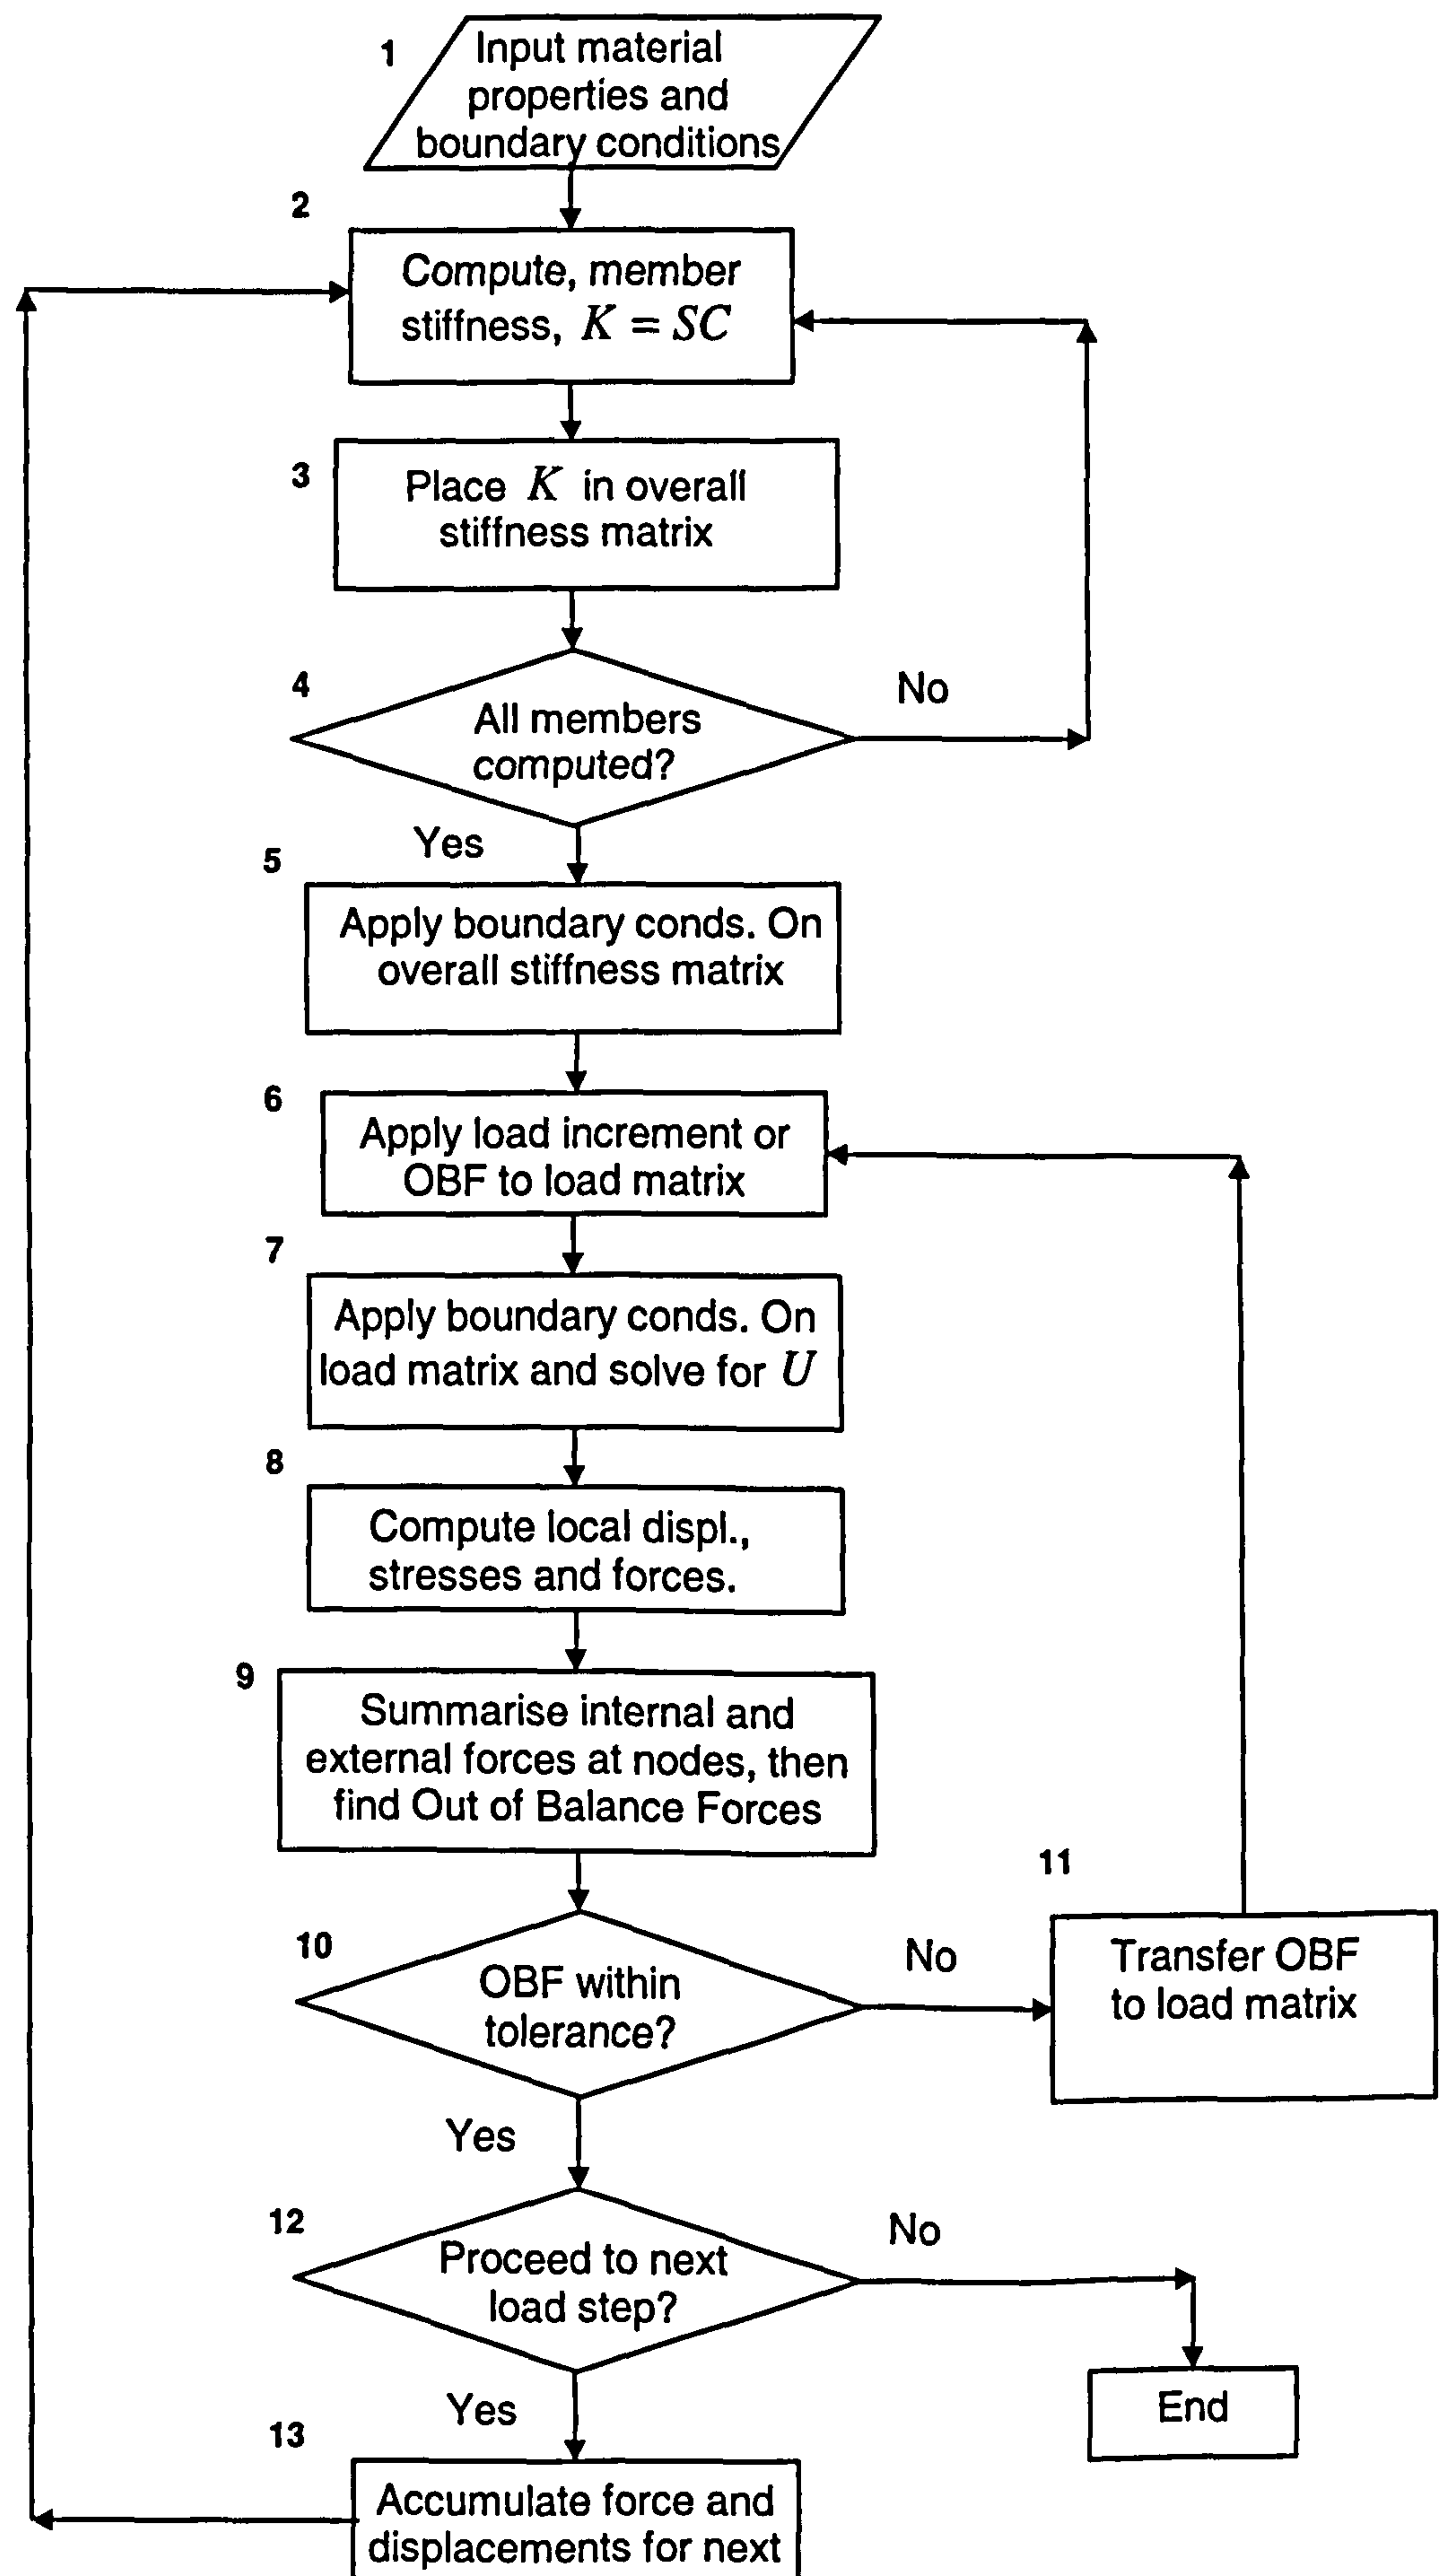 1
Input material
properties and
boundary conditions
2
Compute, member
stiffness, K = SC
3
Place K in overall
stiffness matrix
4
All members
computed?
No
Yes
5
Apply boundary conds. On
overall stiffness matrix
6
Apply load increment or
OBF to load matrix
7
Apply boundary conds. On
load matrix and solve for U
8
Compute local displ.,
stresses and forces.
9
Summarise internal and
external forces at nodes, then
find Out of Balance Forces
10
OBF within
tolerance?
No
11
Transfer OBF
to load matrix
Yes
12
Proceed to next
load step?
No
End
Yes
13
Accumulate force and
displacements for next